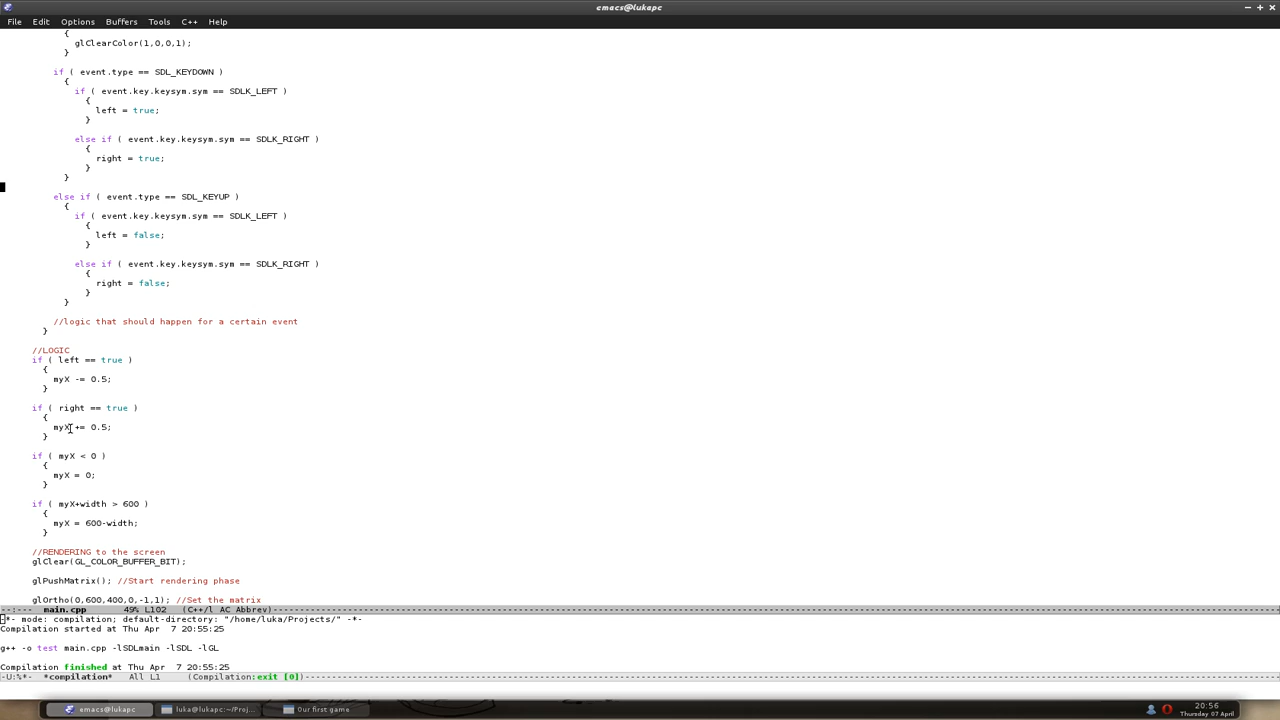 emacs@lukapc
File Edit Options Buffers Tools C++ Help
{
glClearColor(1,0,0,1);
}
if ( event.type == SDL_KEYDOWN )
{
if ( event.key.keysym.sym == SDLK_LEFT )
{
left = true;
}
else if ( event.key.keysym.sym == SDLK_RIGHT )
{
right = true;
}
}
else if ( event.type == SDL_KEYUP )
{
if ( event.key.keysym.sym == SDLK_LEFT )
{
left = false;
}
else if ( event.key.keysym.sym == SDLK_RIGHT )
{
right = false;
}
}
//logic that should happen for a certain event
}
//LOGIC
if ( left == true )
{
myX -= 0.5;
}
if ( right == true )
{
myX += 0.5;
}
if ( myX < 0 )
{
myX = 0;
}
if ( myX+width > 600 )
{
myX = 600-width;
}
//RENDERING to the screen
glClear(GL_COLOR_BUFFER_BIT);
glPushMatrix(); //Start rendering phase
glOrtho(0,600,400,0,-1,1); //Set the matrix
--:--- main.cpp 49% L102 (C++/l AC Abbrev)
-*- mode: compilation; default-directory: "/home/luka/Projects/" -*-
Compilation started at Thu Apr 7 20:55:25
g++ -o test main.cpp -lSDLmain -lSDL -lGL
Compilation finished at Thu Apr 7 20:55:25
-U:%*- *compilation* All L1 (Compilation:exit [0])
emacs@lukapc luka@lukapc:~/Proj... Our first game 20:56
Thursday 07 April